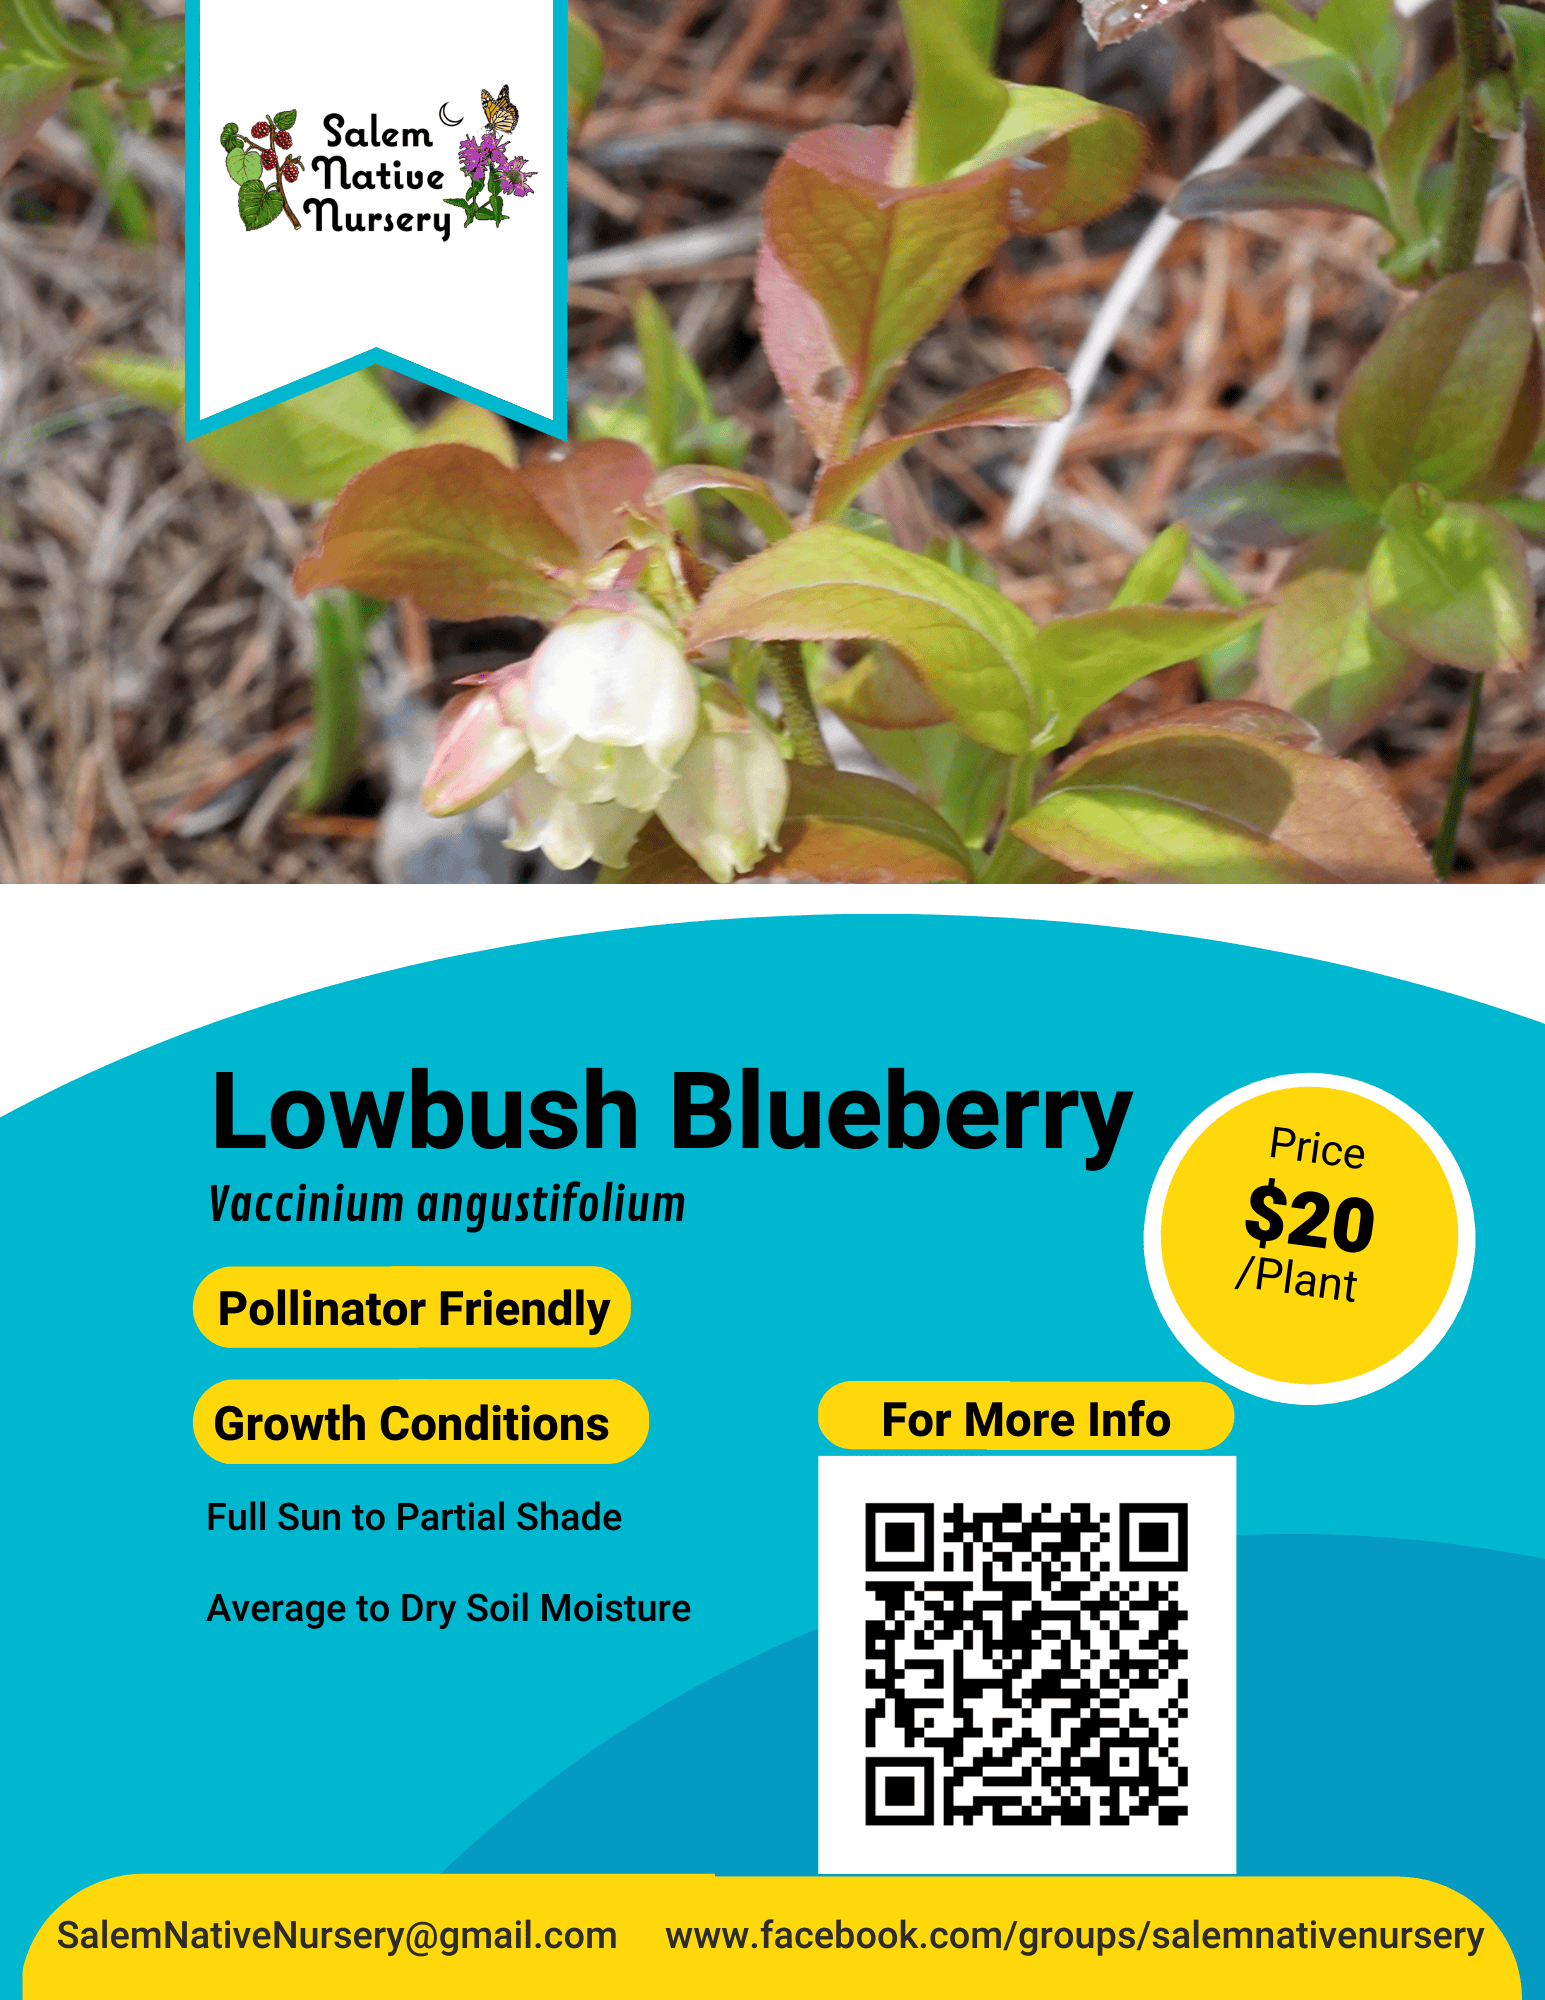 Salem
Native
Nursery
Lowbush Blueberry
Vaccinium angustifolium
Price
$20
/Plant
Pollinator Friendly
Growth Conditions
For More Info
Full Sun to Partial Shade
Average to Dry Soil Moisture
SalemNativeNursery@gmail.com
www.facebook.com/groups/salemnativenursery